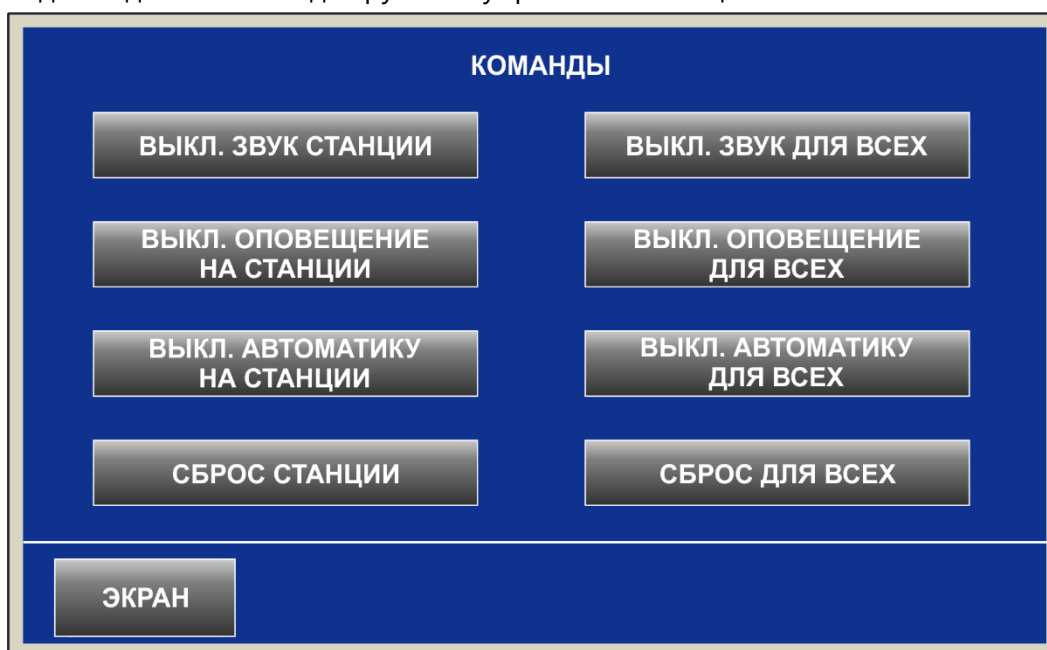 КОМАНДЫ
ВЫКЛ. ЗВУК СТАНЦИИ
ВЫКЛ. ЗВУК ДЛЯ ВСЕХ
ВЫКЛ. ОПОВЕЩЕНИЕ
НА СТАНЦИИ
ВЫКЛ. ОПОВЕЩЕНИЕ
ДЛЯ ВСЕХ
ВЫКЛ. АВТОМАТИКУ
НА СТАНЦИИ
ВЫКЛ. АВТОМАТИКУ
ДЛЯ ВСЕХ
СБРОС СТАНЦИИ
СБРОС ДЛЯ ВСЕХ
ЭКРАН